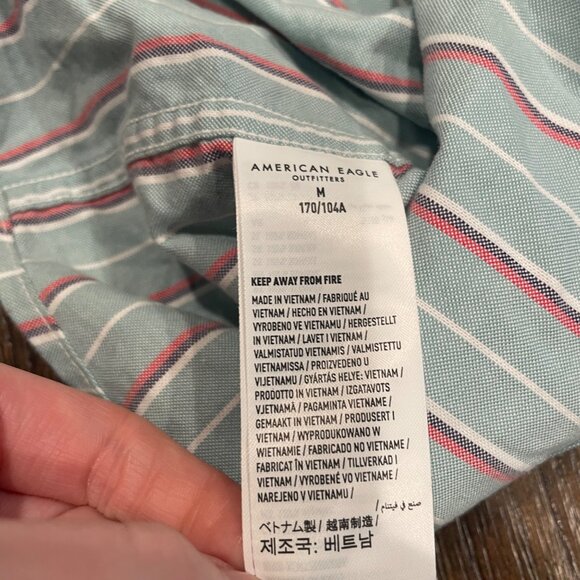 AMERICAN EAGLE
OUTFITTERS
M
170/104A
KEEP AWAY FROM FIRE
MADE IN VIETNAM / FABRIQUÉ AU
VIETNAM / HECHO EN VIETNAM /
VYROBENO VE VIETNAMU / HERGESTELLT
IN VIETNAM / LAVET I VIETNAM /
VALMISTATUD VIETNAMIS / VALMISTETTU
VIETNAMISSA / PROIZVEDENO U
VIJETNAMU / GYÁRTÁS HELYE: VIETNAM /
PRODOTTO IN VIETNAM / IZGATAVOTS
VJETNAMĀ / PAGAMINTA VIETNAME /
GEMAAKT IN VIETNAM / PRODUSERT I
VIETNAM / WYPRODUKOWANO W
WIETNAMIE / FABRICADO NO VIETNAME /
FABRICAT ÎN VIETNAM / TILLVERKAD I
VIETNAM / VYROBENÉ VO VIETNAME /
NAREJENO V VIETNAMU /
صنع في فيتنام /
ベトナム製 / 越南制造 /
제조국: 베트남